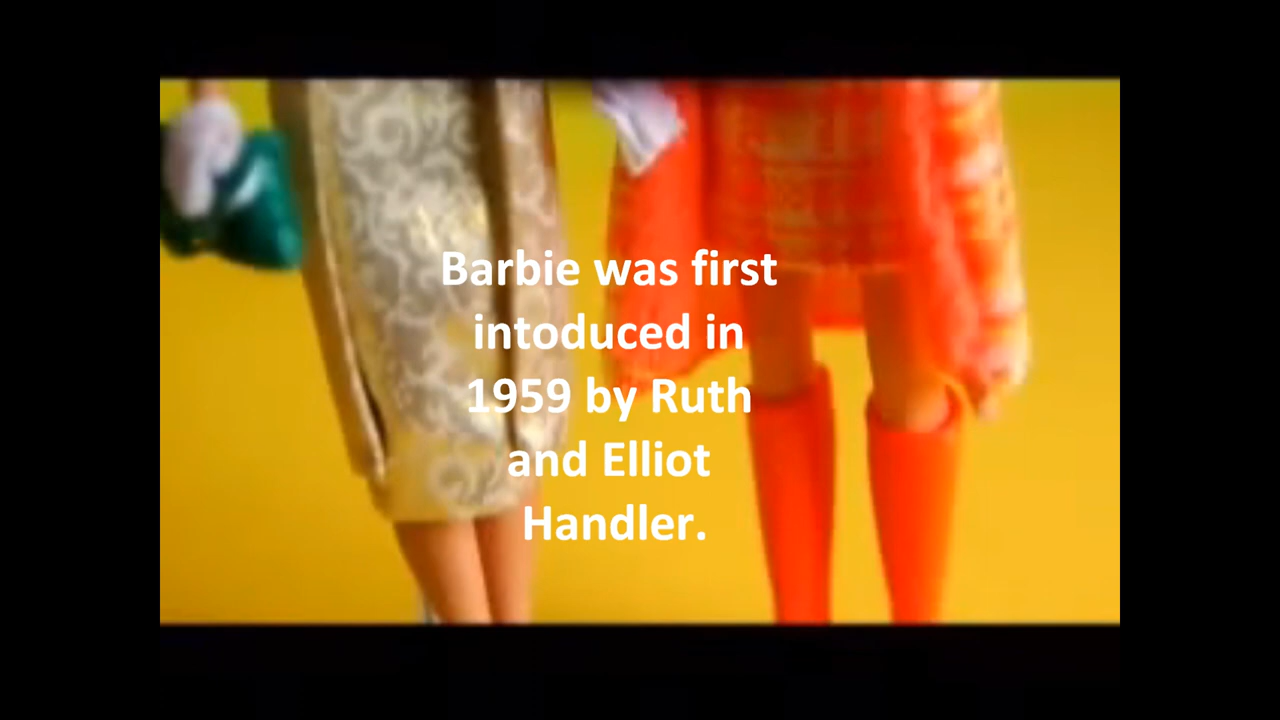 Barbie was first
intoduced in
1959 by Ruth
and Elliot
Handler.